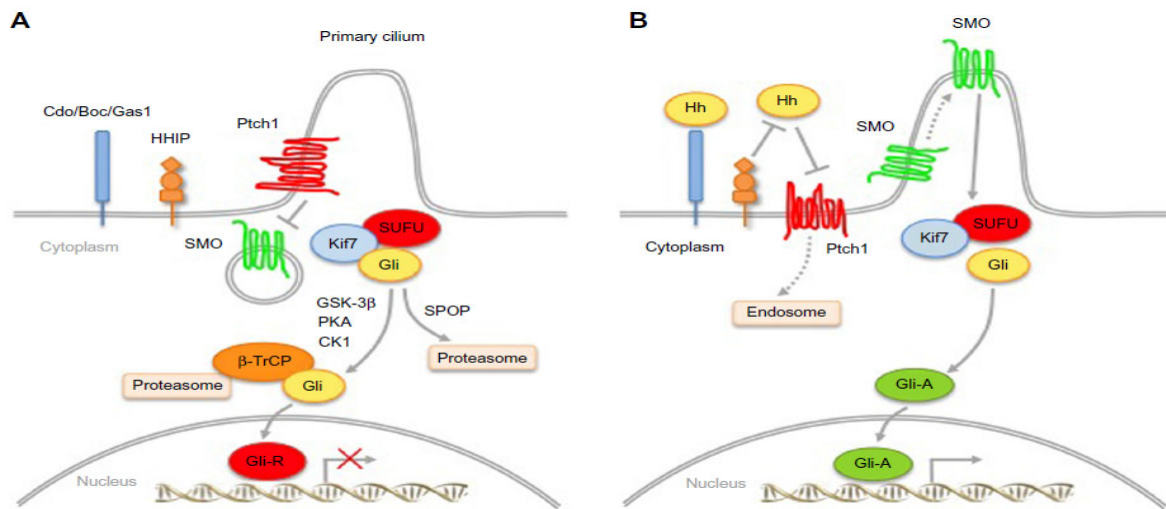 A
Primary cilium
Cdo/Boc/Gas1
HHIP
Ptch1
Cytoplasm
SMO
Kif7
SUFU
Gli
GSK-3β
PKA
CK1
SPOP
Proteasome
β-TrCP
Proteasome
Gli
Gli-R
Nucleus
B
SMO
Hh
Hh
SMO
Cytoplasm
Ptch1
Kif7
SUFU
Gli
Endosome
Gli-A
Gli-A
Nucleus